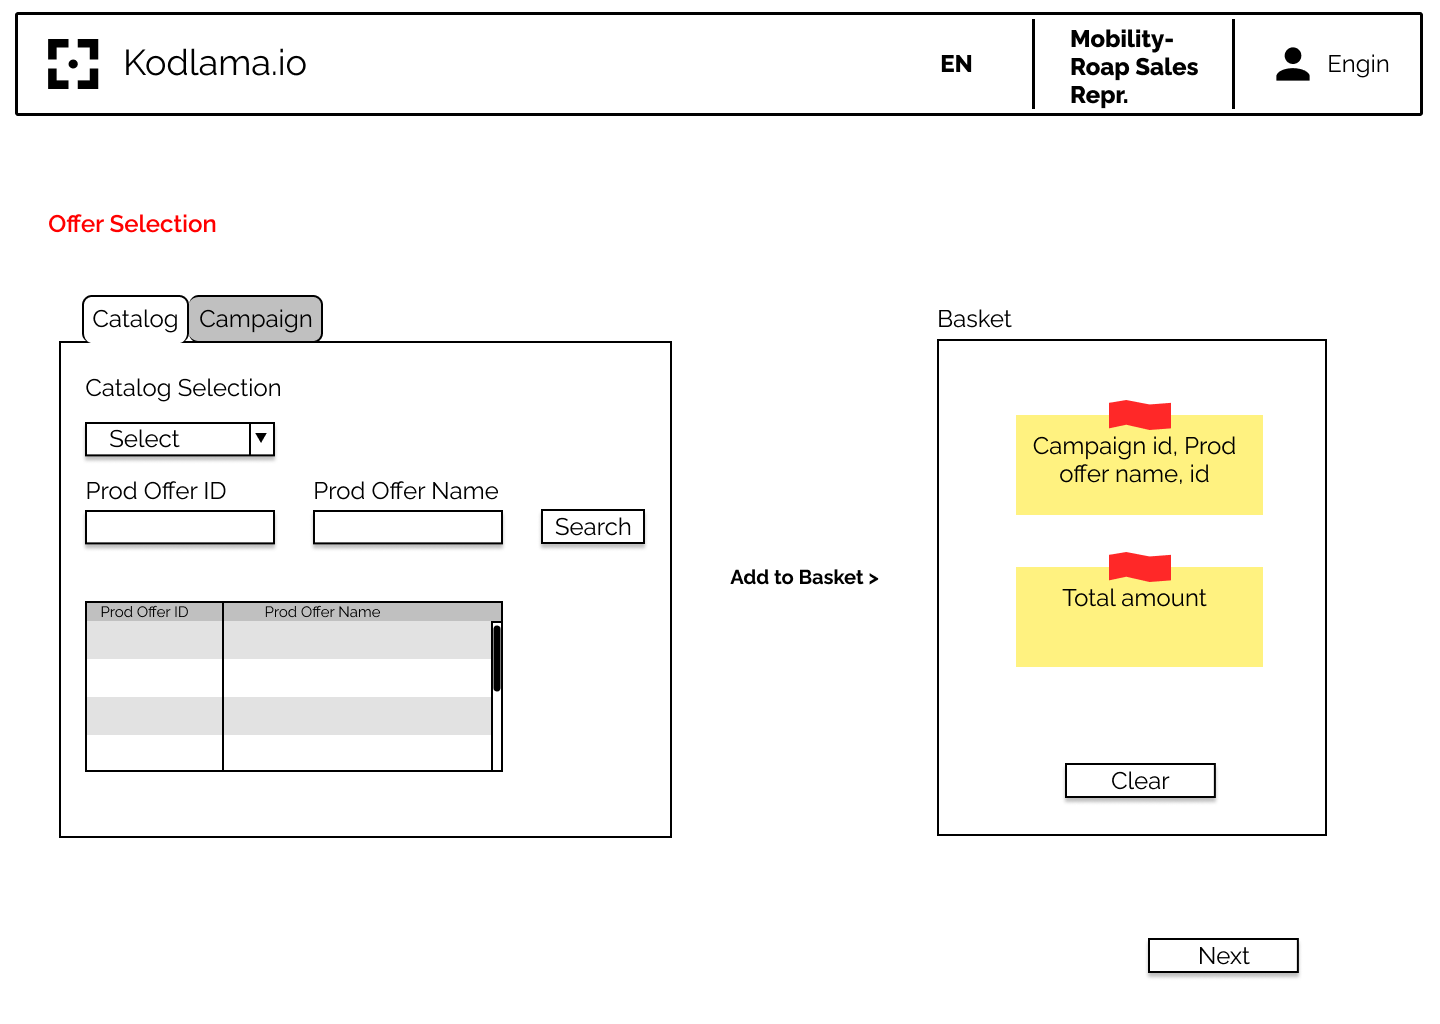 Kodlama.io
EN
Mobility-
Roap Sales
Repr.
Engin
Offer Selection
Catalog
Campaign
Catalog Selection
Select
Prod Offer ID
Prod Offer Name
Search
Prod Offer ID
Prod Offer Name
Add to Basket >
Basket
Campaign id, Prod
offer name, id
Total amount
Clear
Next